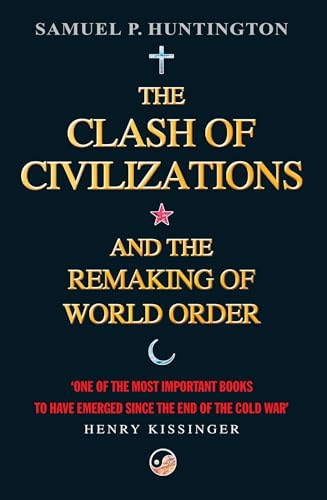 SAMUEL P. HUNTINGTON
THE
CLASH OF
CIVILIZATIONS
AND THE
REMAKING OF
WORLD ORDER
‘ONE OF THE MOST IMPORTANT BOOKS
TO HAVE EMERGED SINCE THE END OF THE COLD WAR’
HENRY KISSINGER